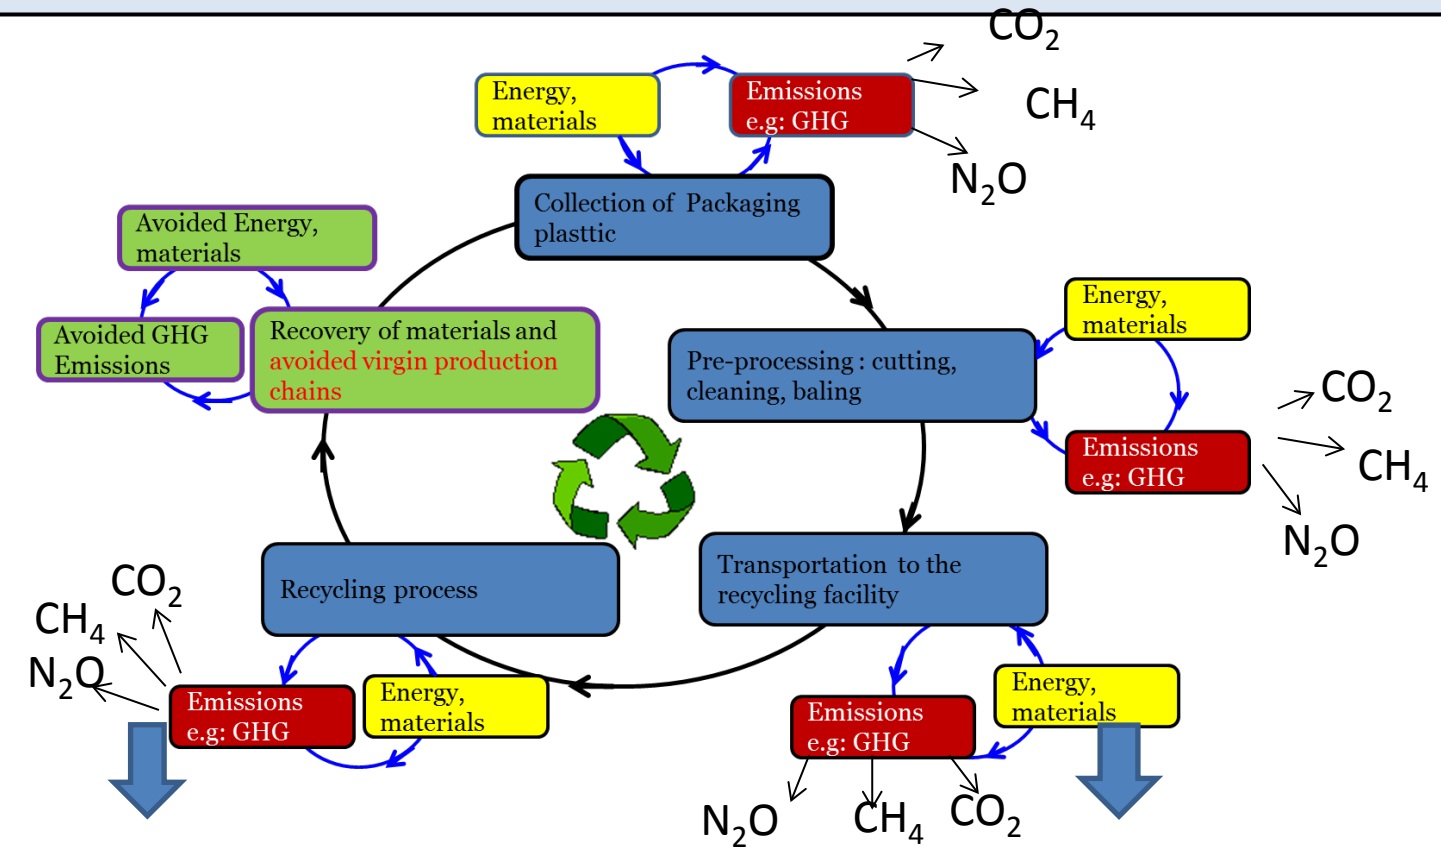 CO2
Energy,
materials
Emissions
e.g: GHG
CH4
N2O
Collection of Packaging
plasttic
Avoided Energy,
materials
Avoided GHG
Emissions
Recovery of materials and
avoided virgin production
chains
Pre-processing : cutting,
cleaning, baling
Energy,
materials
Emissions
e.g: GHG
CO2
CH4
N2O
Transportation to the
recycling facility
Energy,
materials
Emissions
e.g: GHG
N2O
CH4
CO2
Recycling process
Energy,
materials
Emissions
e.g: GHG
CO2
CH4
N2O